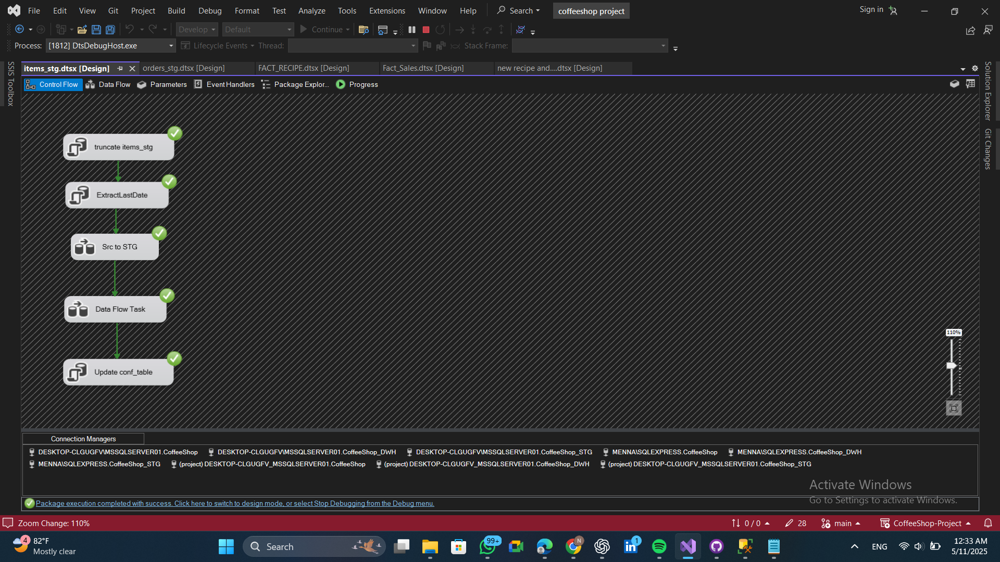 File Edit View Git Project Build Debug Format Test Analyze Tools Extensions Window Help Search coffeeshop project Sign in
Develop Default Continue
Process: [1812] DtsDebugHost.exe Lifecycle Events Thread: Stack Frame:
items_stg.dtsx [Design] orders_stg.dtsx [Design] FACT_RECIPE.dtsx [Design] Fact_Sales.dtsx [Design] new recipe and....dtsx [Design]
SSIS Toolbox
Solution Explorer
Git Changes
Control Flow Data Flow Parameters Event Handlers Package Explor... Progress
truncate items_stg
ExtractLastDate
Src to STG
Data Flow Task
110%
Update conf_table
Connection Managers
DESKTOP-CLGUGFV\MSSQLSERVER01.CoffeeShop DESKTOP-CLGUGFV\MSSQLSERVER01.CoffeeShop_DWH DESKTOP-CLGUGFV\MSSQLSERVER01.CoffeeShop_STG MENNA\SQLEXPRESS.CoffeeShop MENNA\SQLEXPRESS.CoffeeShop_DWH
MENNA\SQLEXPRESS.CoffeeShop_STG (project) DESKTOP-CLGUGFV_MSSQLSERVER01.CoffeeShop (project) DESKTOP-CLGUGFV_MSSQLSERVER01.CoffeeShop_DWH (project) DESKTOP-CLGUGFV_MSSQLSERVER01.CoffeeShop_STG
Activate Windows
Go to Settings to activate Windows.
Package execution completed with success. Click here to switch to design mode, or select Stop Debugging from the Debug menu.
Zoom Change: 110% 0 / 0 28 main CoffeeShop-Project
4 82°F
Mostly clear
Search 99+ N 1 ENG
12:33 AM
5/11/2025